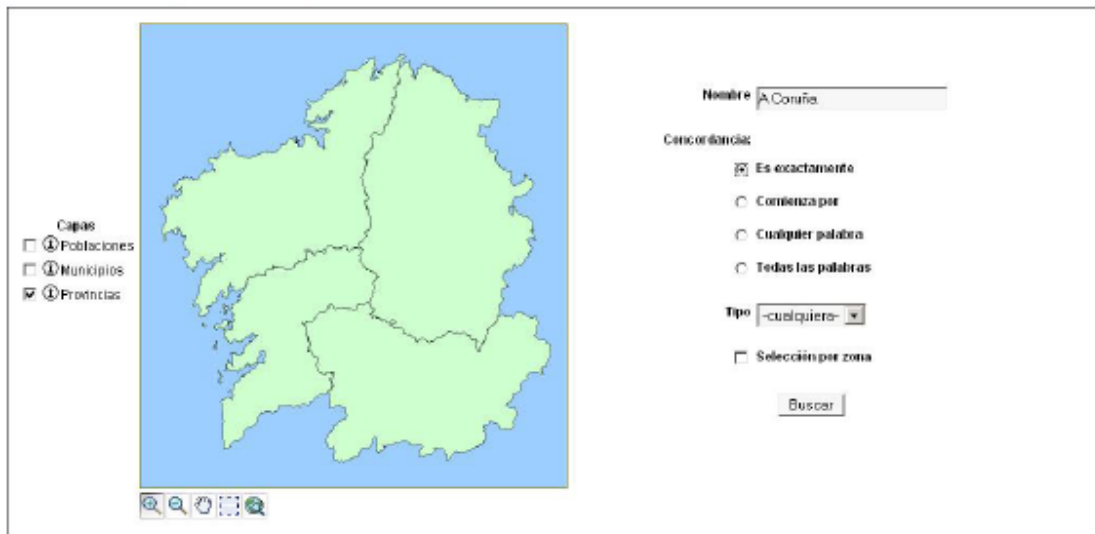 Capas
Poblaciones
Municipios
Provincias
Nombre A Coruña
Concordancia:
Es exactamente
Comienza por
Cualquier palabra
Todas las palabras
Tipo -cualquiera-
Selección por zona
Buscar